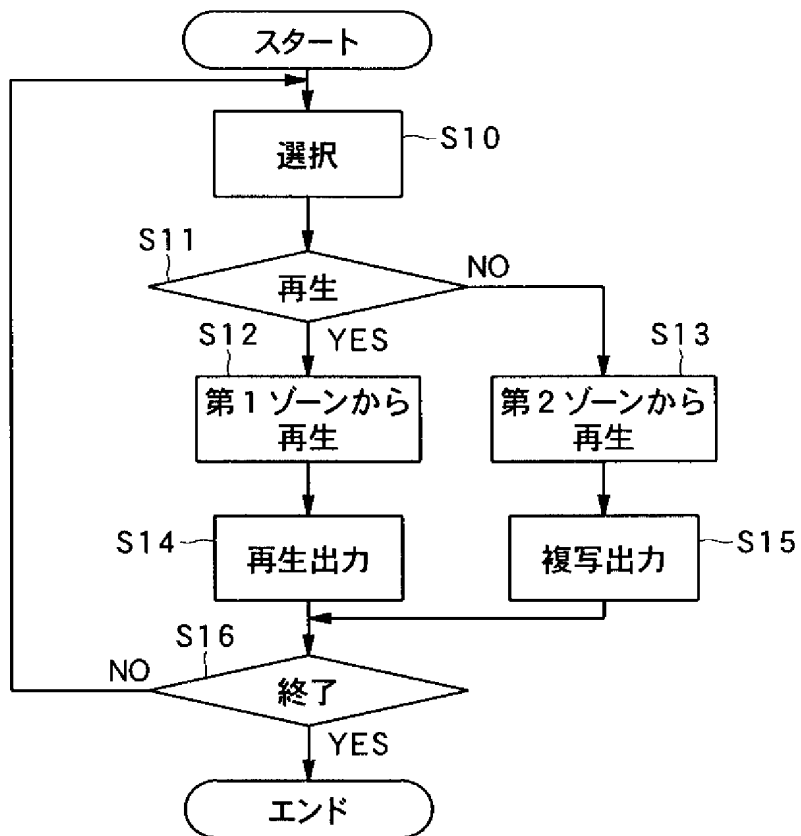 スタート
選択
S10
S11
再生
NO
YES
S12
第1ゾーンから
再生
S13
第2ゾーンから
再生
S14
再生出力
複写出力
S15
S16
NO
終了
YES
エンド